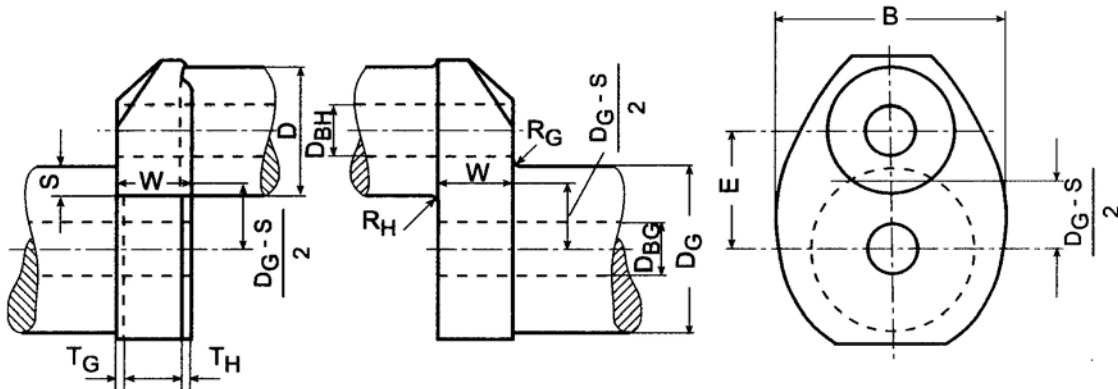 S
W
D
D_G - S
2
T_G
T_H
D_BH
R_G
D_G - S
2
W
R_H
D_BG
D_G
B
E
D_G - S
2